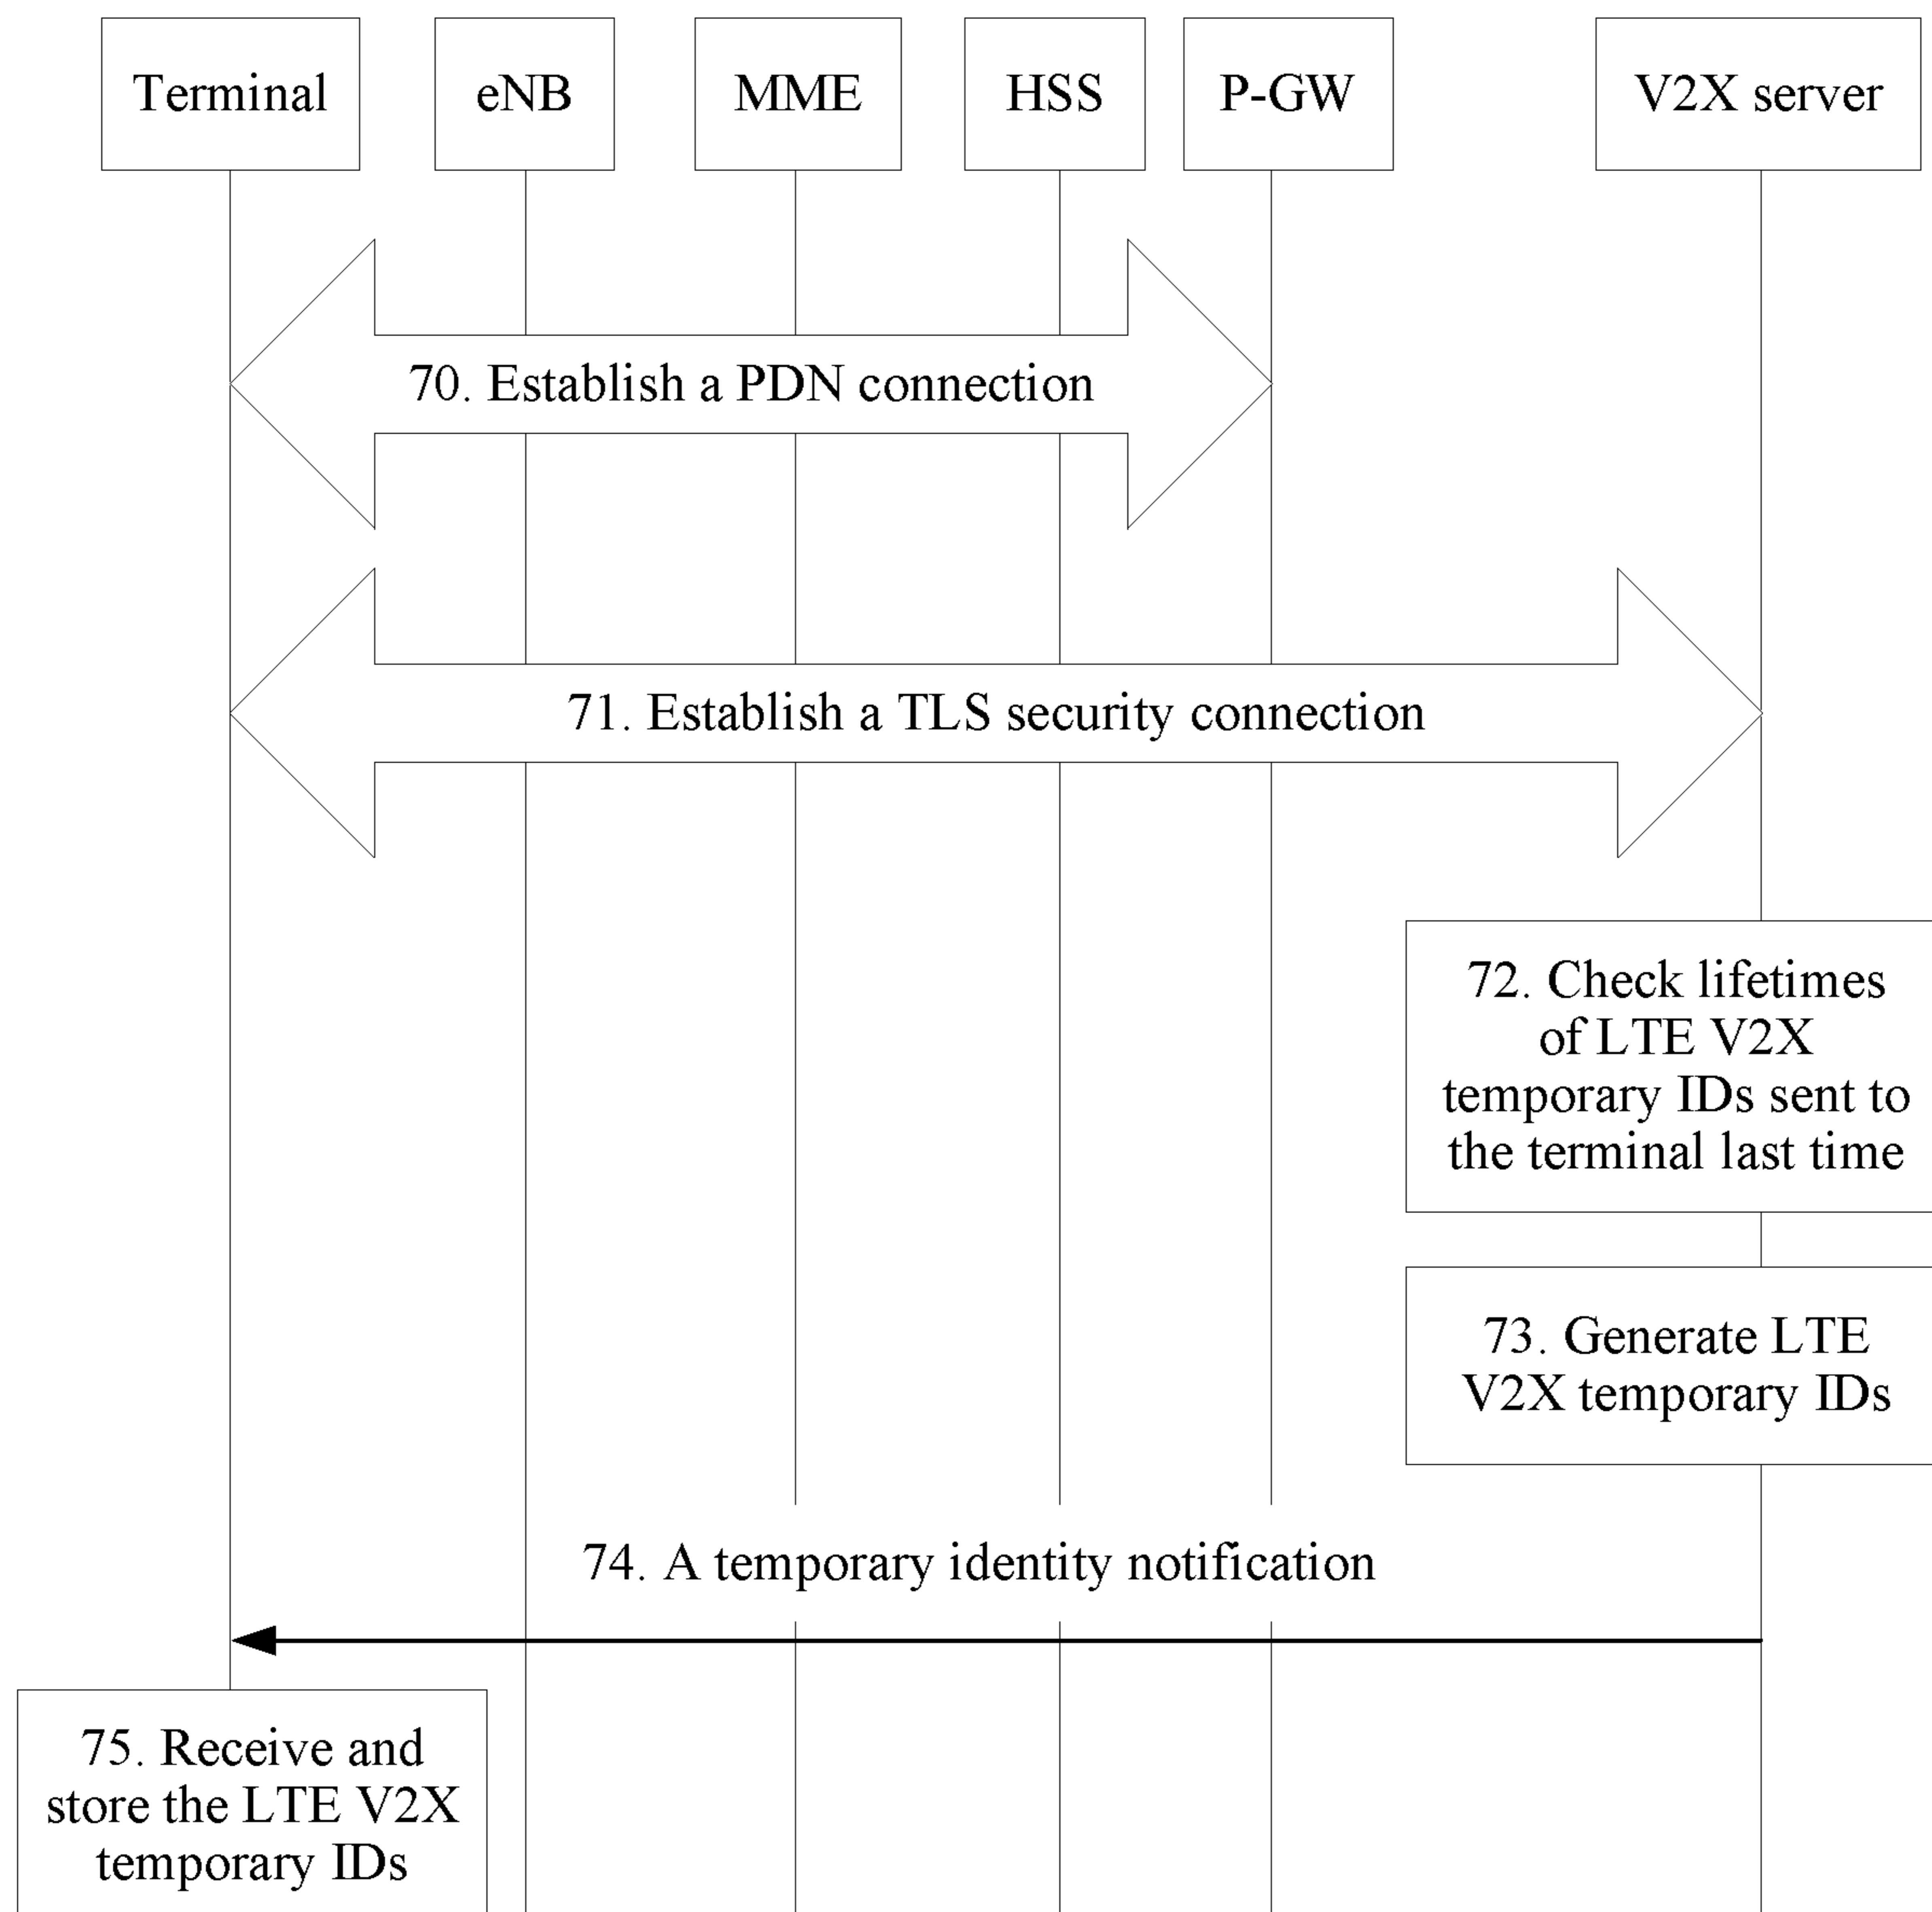 Terminal
eNB
MME
HSS
P-GW
V2X server
70. Establish a PDN connection
71. Establish a TLS security connection
72. Check lifetimes
of LTE V2X
temporary IDs sent to
the terminal last time
73. Generate LTE
V2X temporary IDs
74. A temporary identity notification
75. Receive and
store the LTE V2X
temporary IDs